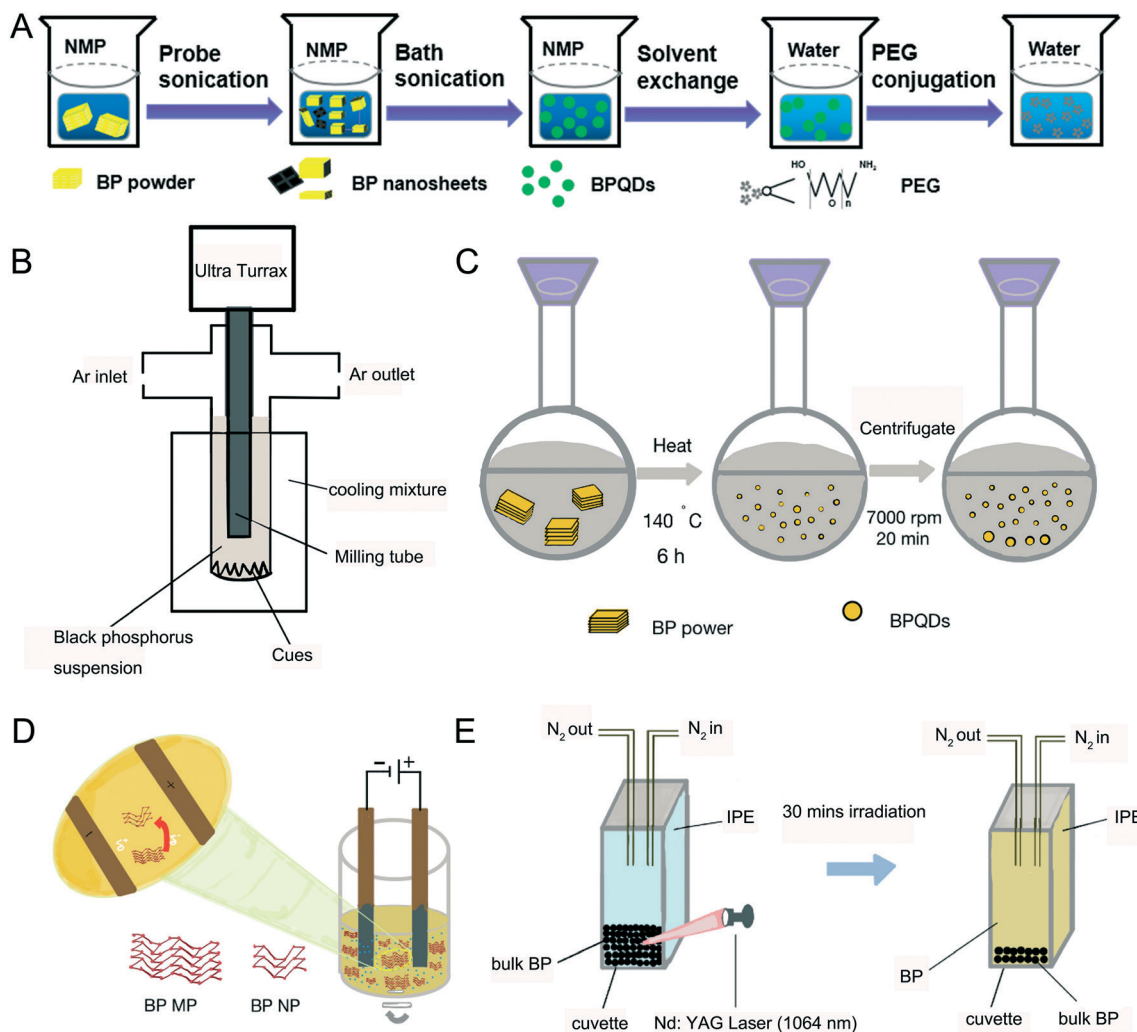 A
NMP
Probe
sonication
NMP
Bath
sonication
NMP
Solvent
exchange
Water
PEG
conjugation
Water
BP powder
BP nanosheets
BPQDs
HO
NH2
O
n
PEG
B
Ultra Turrax
Ar inlet
Ar outlet
cooling mixture
Milling tube
Black phosphorus
suspension
Cues
C
Heat
140 °C
6 h
Centrifugate
7000 rpm
20 min
BP power
BPQDs
D
- +
+
-
δ+
δ-
BP MP
BP NP
E
N2 out
N2 in
IPE
bulk BP
cuvette
Nd: YAG Laser (1064 nm)
30 mins irradiation
N2 out
N2 in
IPE
BP
cuvette
bulk BP